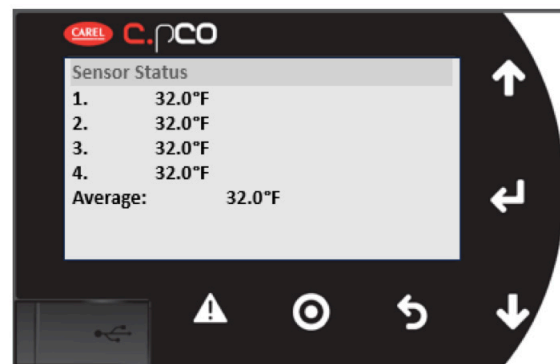 CAREL c.pCO
Sensor Status
1. 32.0°F
2. 32.0°F
3. 32.0°F
4. 32.0°F
Average: 32.0°F